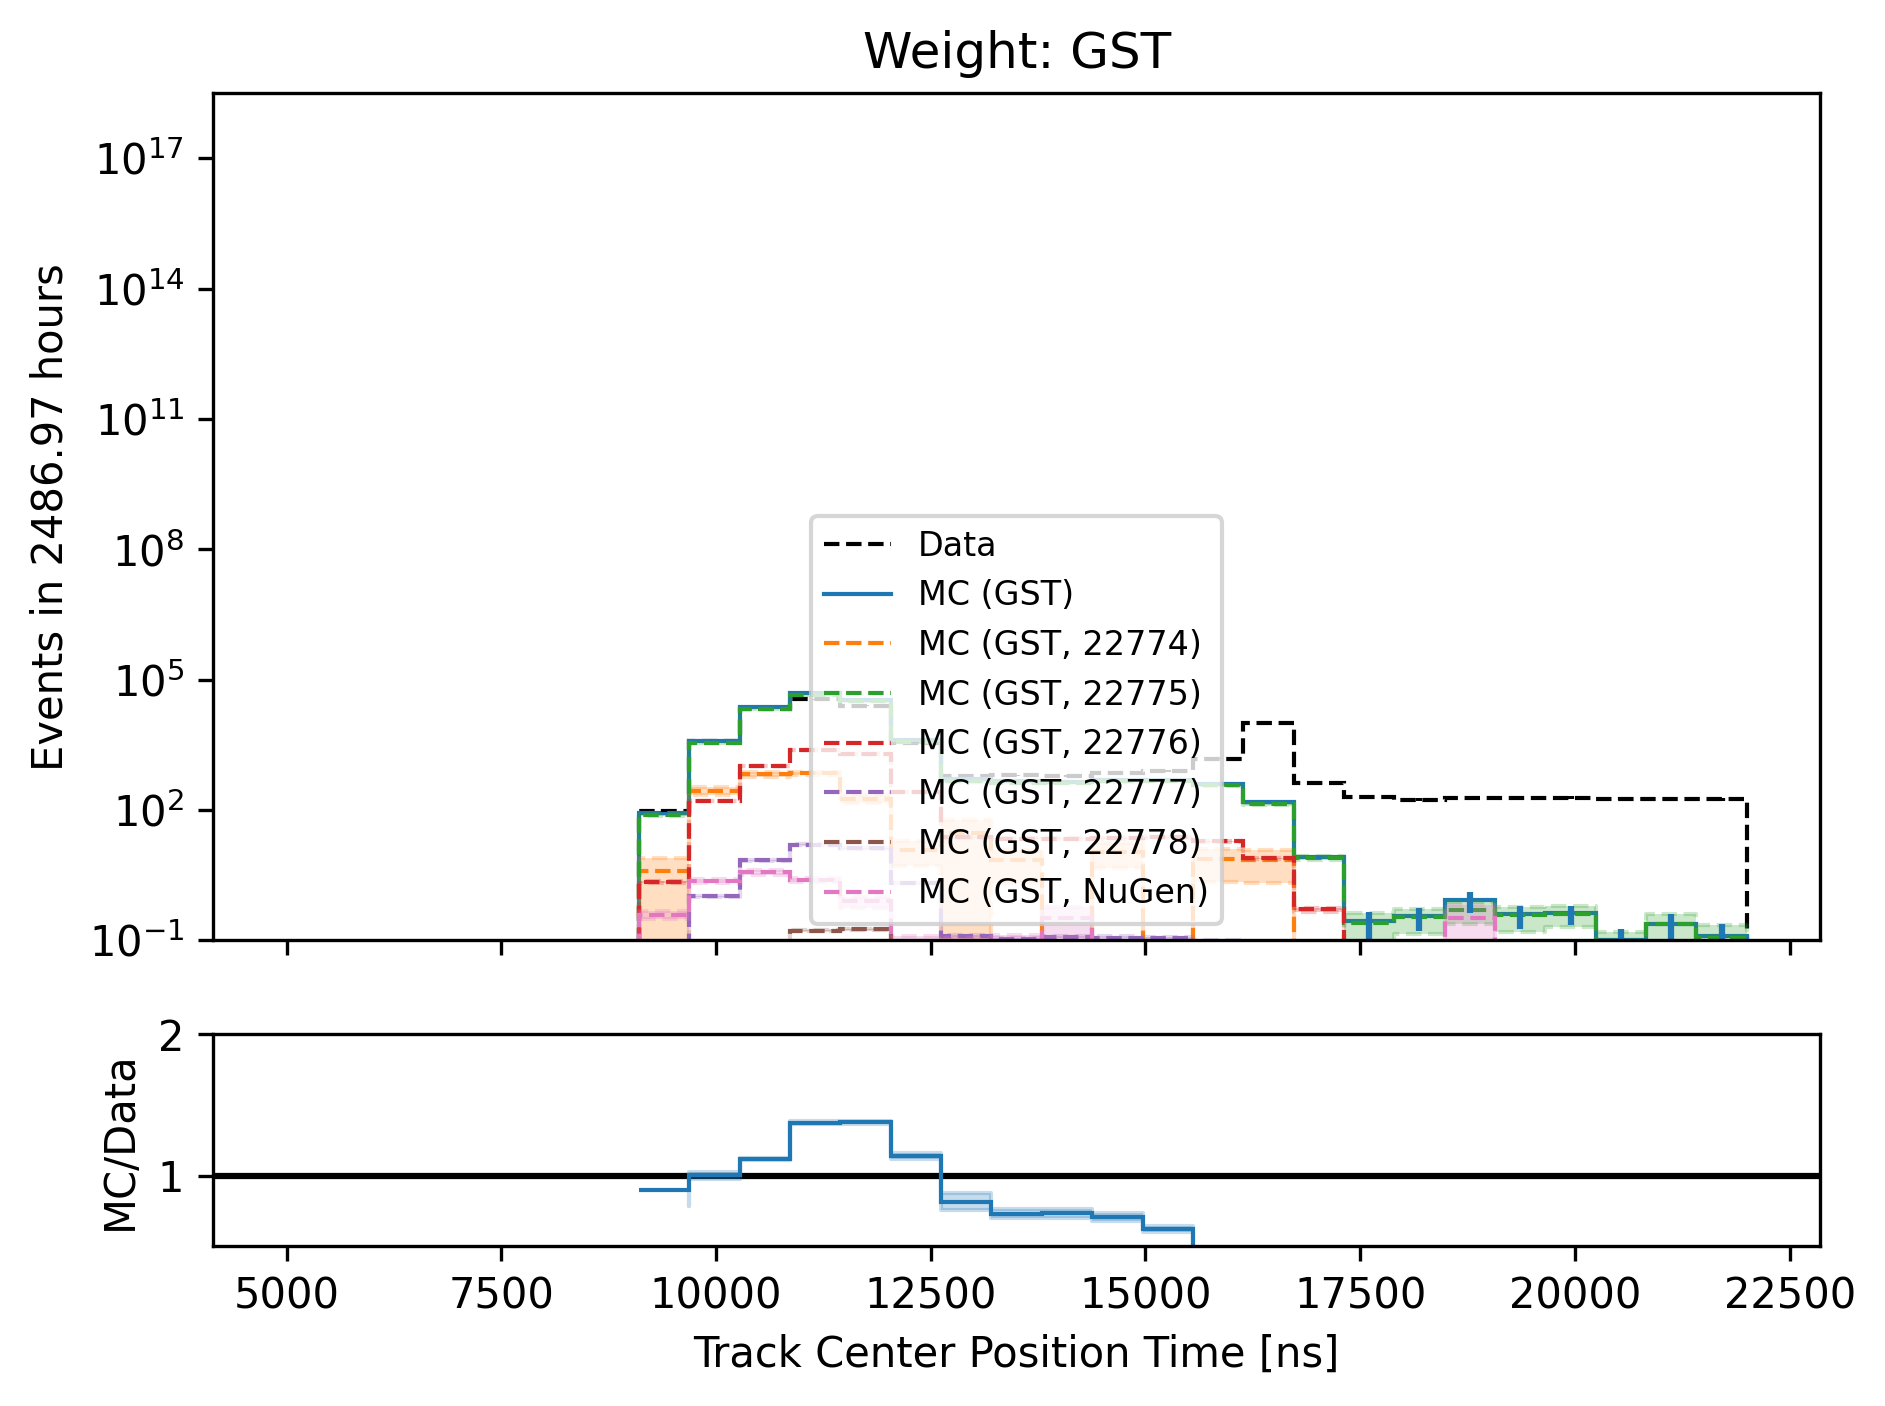 Weight: GST
10^17
10^14
10^11
10^8
10^5
10^2
10^−1
Events in 2486.97 hours
Data
MC (GST)
MC (GST, 22774)
MC (GST, 22775)
MC (GST, 22776)
MC (GST, 22777)
MC (GST, 22778)
MC (GST, NuGen)
2
1
MC/Data
5000 7500 10000 12500 15000 17500 20000 22500
Track Center Position Time [ns]